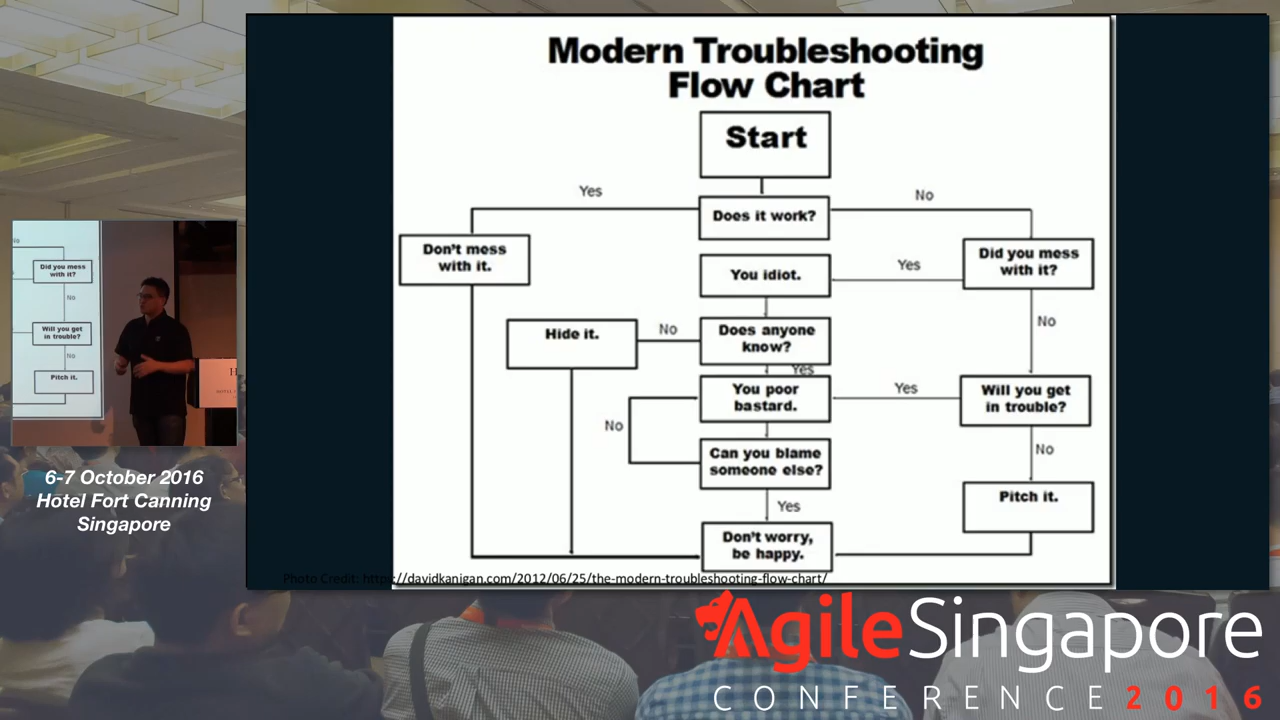 Modern Troubleshooting
Flow Chart
Start
Yes
No
Does it work?
Don't mess
with it.
Did you mess
with it?
You idiot.
Yes
No
Hide it.
No
Does anyone
know?
Yes
You poor
bastard.
Yes
Will you get
in trouble?
No
No
Can you blame
someone else?
Yes
Pitch it.
Don't worry,
be happy.
Photo Credit: https://davidkanigan.com/2012/06/25/the-modern-troubleshooting-flow-chart/
Did you mess
with it?
No
Will you get
in trouble?
No
Pitch it.
H
6-7 October 2016
Hotel Fort Canning
Singapore
AgileSingapore
CONFERENCE 2016